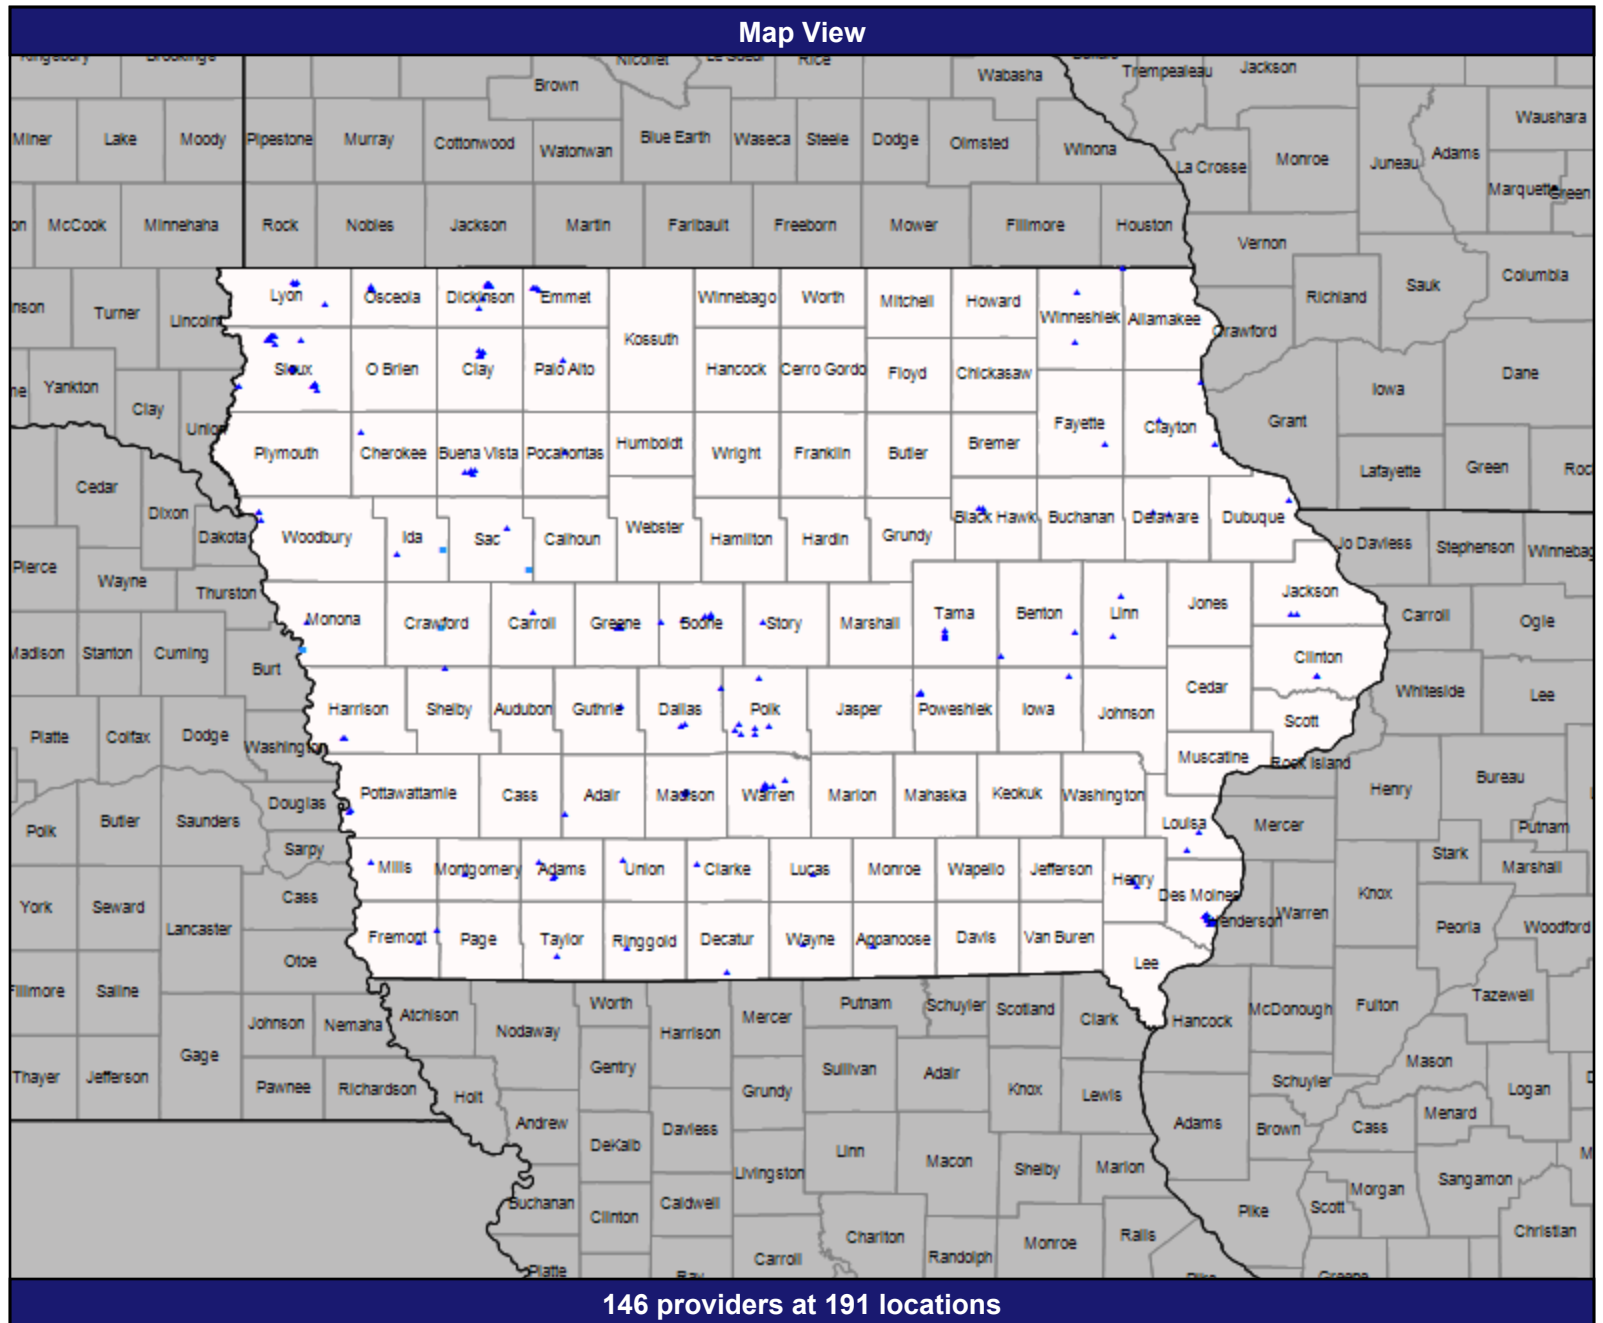 Map View
Brown
Rice
Wabasha
Trempealeau
Jackson
Miner
Lake
Moody
Pipestone
Murray
Cottonwood
Watonwan
Blue Earth
Waseca
Steele
Dodge
Olmsted
Winona
La Crosse
Monroe
Juneau
Adams
Waushara
Marquette
Green
McCook
Minnehaha
Rock
Nobles
Jackson
Martin
Faribault
Freeborn
Mower
Fillmore
Houston
Vernon
Richland
Sauk
Columbia
Turner
Lincoln
Lyon
Osceola
Dickinson
Emmet
Kossuth
Winnebago
Worth
Mitchell
Howard
Winneshiek
Allamakee
Crawford
Yankton
Clay
Union
Sioux
O Brien
Clay
Palo Alto
Hancock
Cerro Gordo
Floyd
Chickasaw
Iowa
Dane
Grant
Plymouth
Cherokee
Buena Vista
Pocahontas
Humboldt
Wright
Franklin
Butler
Bremer
Fayette
Clayton
Lafayette
Green
Roc
Cedar
Dixon
Dakota
Woodbury
Ida
Sac
Calhoun
Webster
Hamilton
Hardin
Grundy
Black Hawk
Buchanan
Delaware
Dubuque
Jo Daviess
Stephenson
Winnebag
Pierce
Wayne
Thurston
Monona
Crawford
Carroll
Greene
Boone
Story
Marshall
Tama
Benton
Linn
Jones
Jackson
Carroll
Ogle
Madison
Stanton
Cuming
Burt
Harrison
Shelby
Audubon
Guthrie
Dallas
Polk
Jasper
Poweshiek
Iowa
Johnson
Cedar
Clinton
Scott
Whiteside
Lee
Platte
Colfax
Dodge
Washington
Muscatine
Rock Island
Henry
Bureau
Douglas
Pottawattamie
Cass
Adair
Madison
Warren
Marion
Mahaska
Keokuk
Washington
Louisa
Mercer
Putnam
Polk
Butler
Saunders
Sarpy
Stark
Marshall
Mills
Montgomery
Adams
Union
Clarke
Lucas
Monroe
Wapello
Jefferson
Henry
Des Moines
Henderson
Warren
Knox
York
Seward
Lancaster
Cass
Peoria
Woodford
Fremont
Page
Taylor
Ringgold
Decatur
Wayne
Appanoose
Davis
Van Buren
Lee
Otoe
Fillmore
Saline
Johnson
Nemaha
Atchison
Nodaway
Worth
Harrison
Mercer
Putnam
Schuyler
Scotland
Clark
Hancock
McDonough
Fulton
Tazewell
Thayer
Jefferson
Gage
Pawnee
Richardson
Holt
Gentry
Grundy
Sullivan
Adair
Knox
Lewis
Schuyler
Mason
Logan
Andrew
DeKalb
Daviess
Adams
Brown
Cass
Menard
Livingston
Linn
Macon
Shelby
Marion
Sangamon
Buchanan
Clinton
Caldwell
Pike
Scott
Morgan
Christian
Platte
Ray
Carroll
Chariton
Randolph
Monroe
Ralls
Greene
146 providers at 191 locations